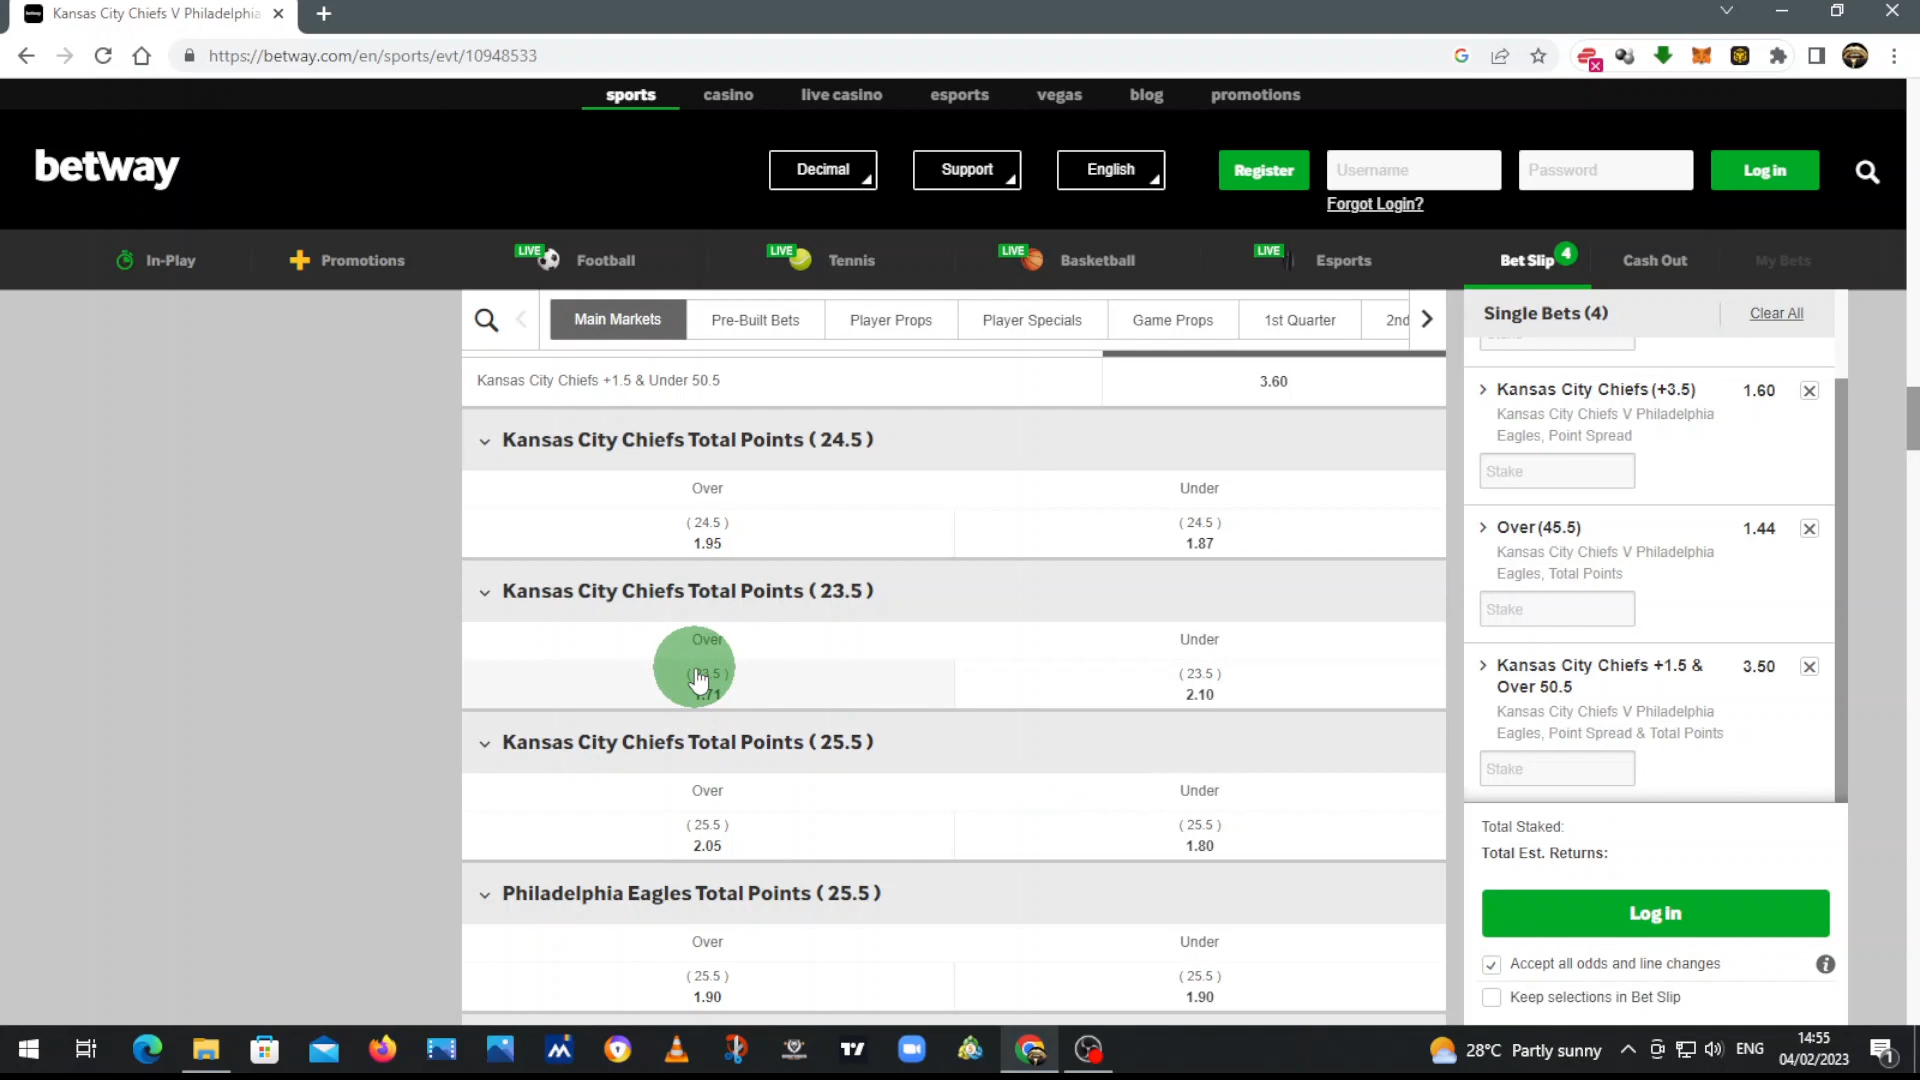 Kansas City Chiefs V Philadelphia
https://betway.com/en/sports/evt/10948533
sports casino live casino esports vegas blog promotions
betway
Decimal Support English Register Username Password Log in
Forgot Login?
In-Play Promotions LIVE Football LIVE Tennis LIVE Basketball LIVE Esports Bet Slip 4 Cash Out My Bets
Main Markets Pre-Built Bets Player Props Player Specials Game Props 1st Quarter 2nd
Kansas City Chiefs +1.5 & Under 50.5 3.60
Kansas City Chiefs Total Points ( 24.5 )
Over Under
( 24.5 ) ( 24.5 )
1.95 1.87
Kansas City Chiefs Total Points ( 23.5 )
Over Under
( 23.5 ) ( 23.5 )
1.71 2.10
Kansas City Chiefs Total Points ( 25.5 )
Over Under
( 25.5 ) ( 25.5 )
2.05 1.80
Philadelphia Eagles Total Points ( 25.5 )
Over Under
( 25.5 ) ( 25.5 )
1.90 1.90
Single Bets (4) Clear All
Kansas City Chiefs (+3.5) 1.60
Kansas City Chiefs V Philadelphia
Eagles, Point Spread
Stake
Over (45.5) 1.44
Kansas City Chiefs V Philadelphia
Eagles, Total Points
Stake
Kansas City Chiefs +1.5 & 3.50
Over 50.5
Kansas City Chiefs V Philadelphia
Eagles, Point Spread & Total Points
Stake
Total Staked:
Total Est. Returns:
Log in
Accept all odds and line changes
Keep selections in Bet Slip
28°C Partly sunny ENG 14:55
04/02/2023
1